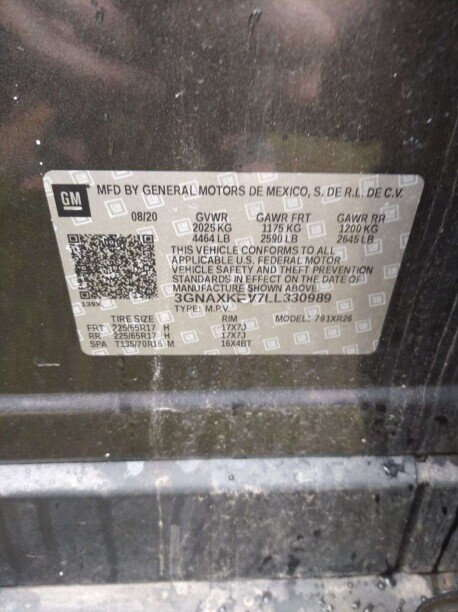 GM MFD BY GENERAL MOTORS DE MEXICO, S. DE R.L. DE C.V.
08/20 GVWR GAWR FRT GAWR RR
2025 KG 1175 KG 1200 KG
4464 LB 2590 LB 2645 LB
THIS VEHICLE CONFORMS TO ALL
APPLICABLE U.S. FEDERAL MOTOR
VEHICLE SAFETY AND THEFT PREVENTION
STANDARDS IN EFFECT ON THE DATE OF
MANUFACTURE SHOWN ABOVE.
139X
TYPE: M.P.V.
TIRE SIZE RIM MODEL: 791XR26
FRT 225/65R17 H 17X7J
RR 225/65R17 H 17X7J
SPA T135/70R16 M 16X4BT